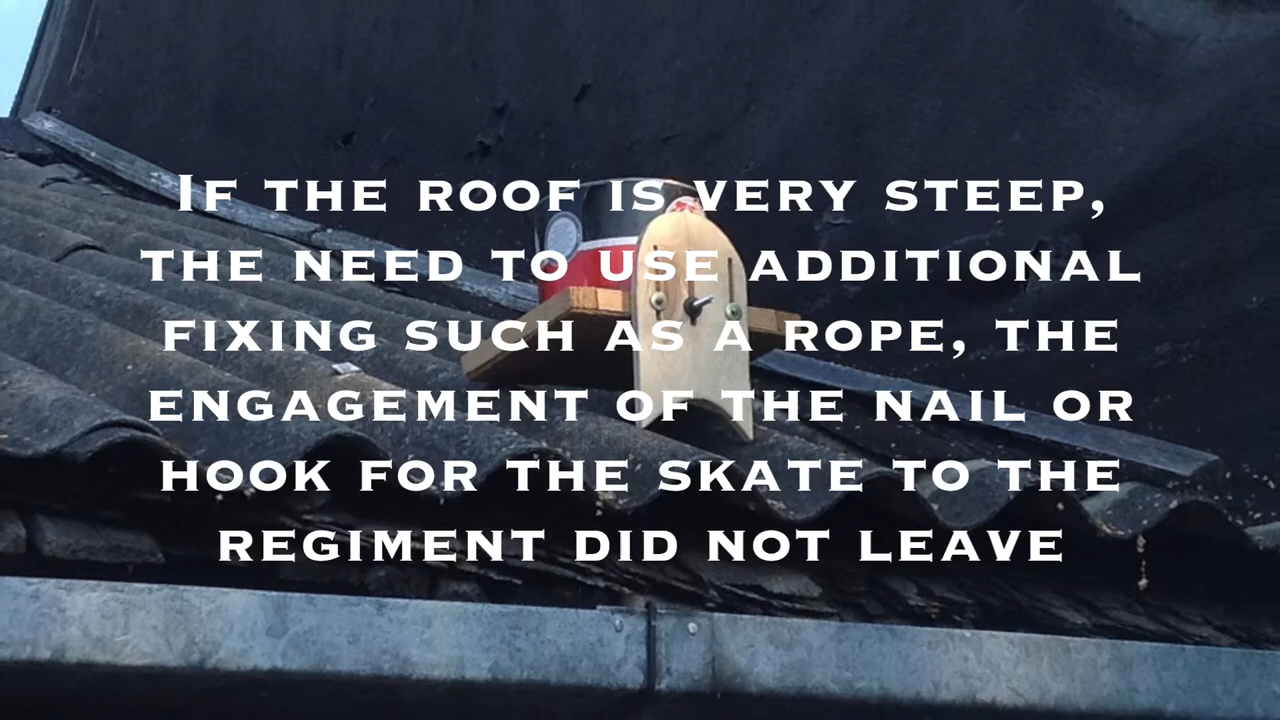 If the roof is very steep,
the need to use additional
fixing such as a rope, the
engagement of the nail or
hook for the skate to the
regiment did not leave